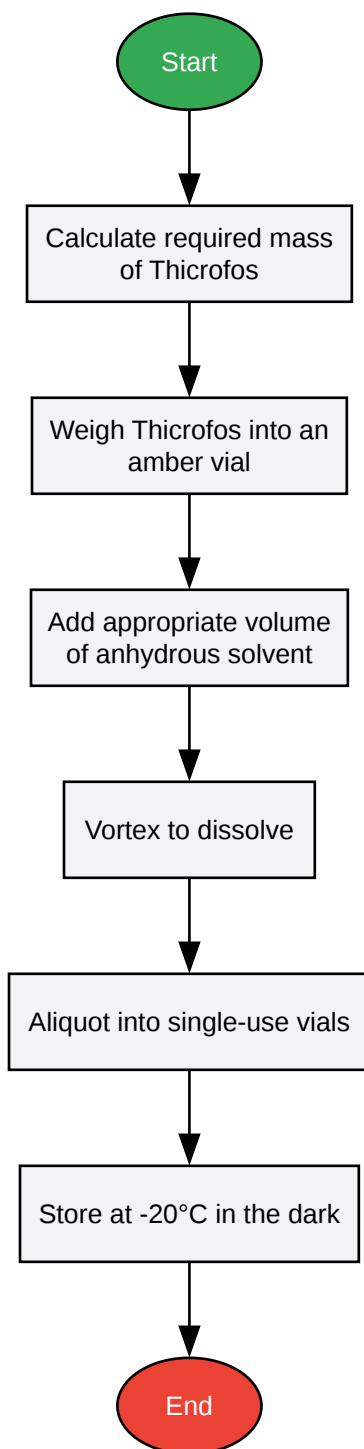 Start
Calculate required mass
of Thicrofos
Weigh Thicrofos into an
amber vial
Add appropriate volume
of anhydrous solvent
Vortex to dissolve
Aliquot into single-use vials
Store at -20°C in the dark
End